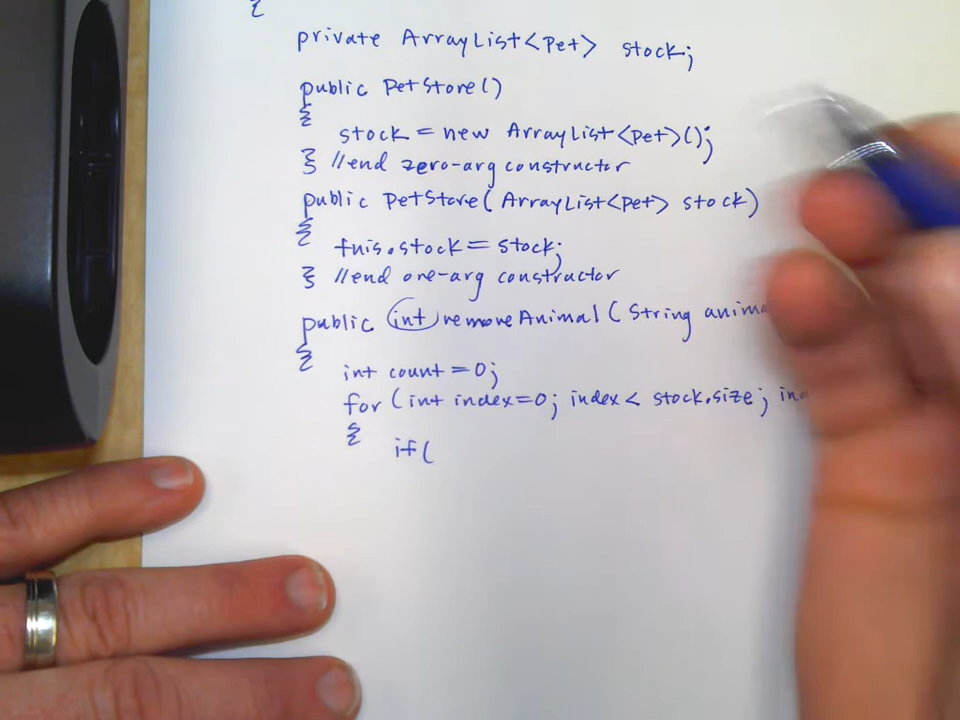 {
private ArrayList<Pet> stock;
public PetStore()
{
stock = new ArrayList<Pet>();
} //end zero-arg constructor
public PetStore( ArrayList<Pet> stock)
{
this.stock = stock;
} //end one-arg constructor
public int removeAnimal( String anima
{
int count = 0;
for (int index=0; index < stock.size; in
{
if(